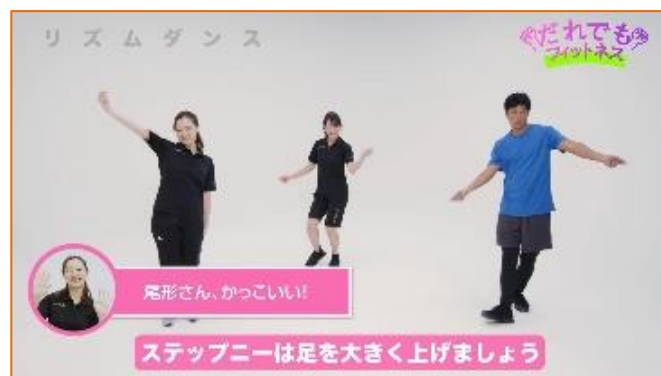 リズムダンス
だれでも
フィットネス
尾形さん、かっこいい!
ステップニーは足を大きく上げましょう